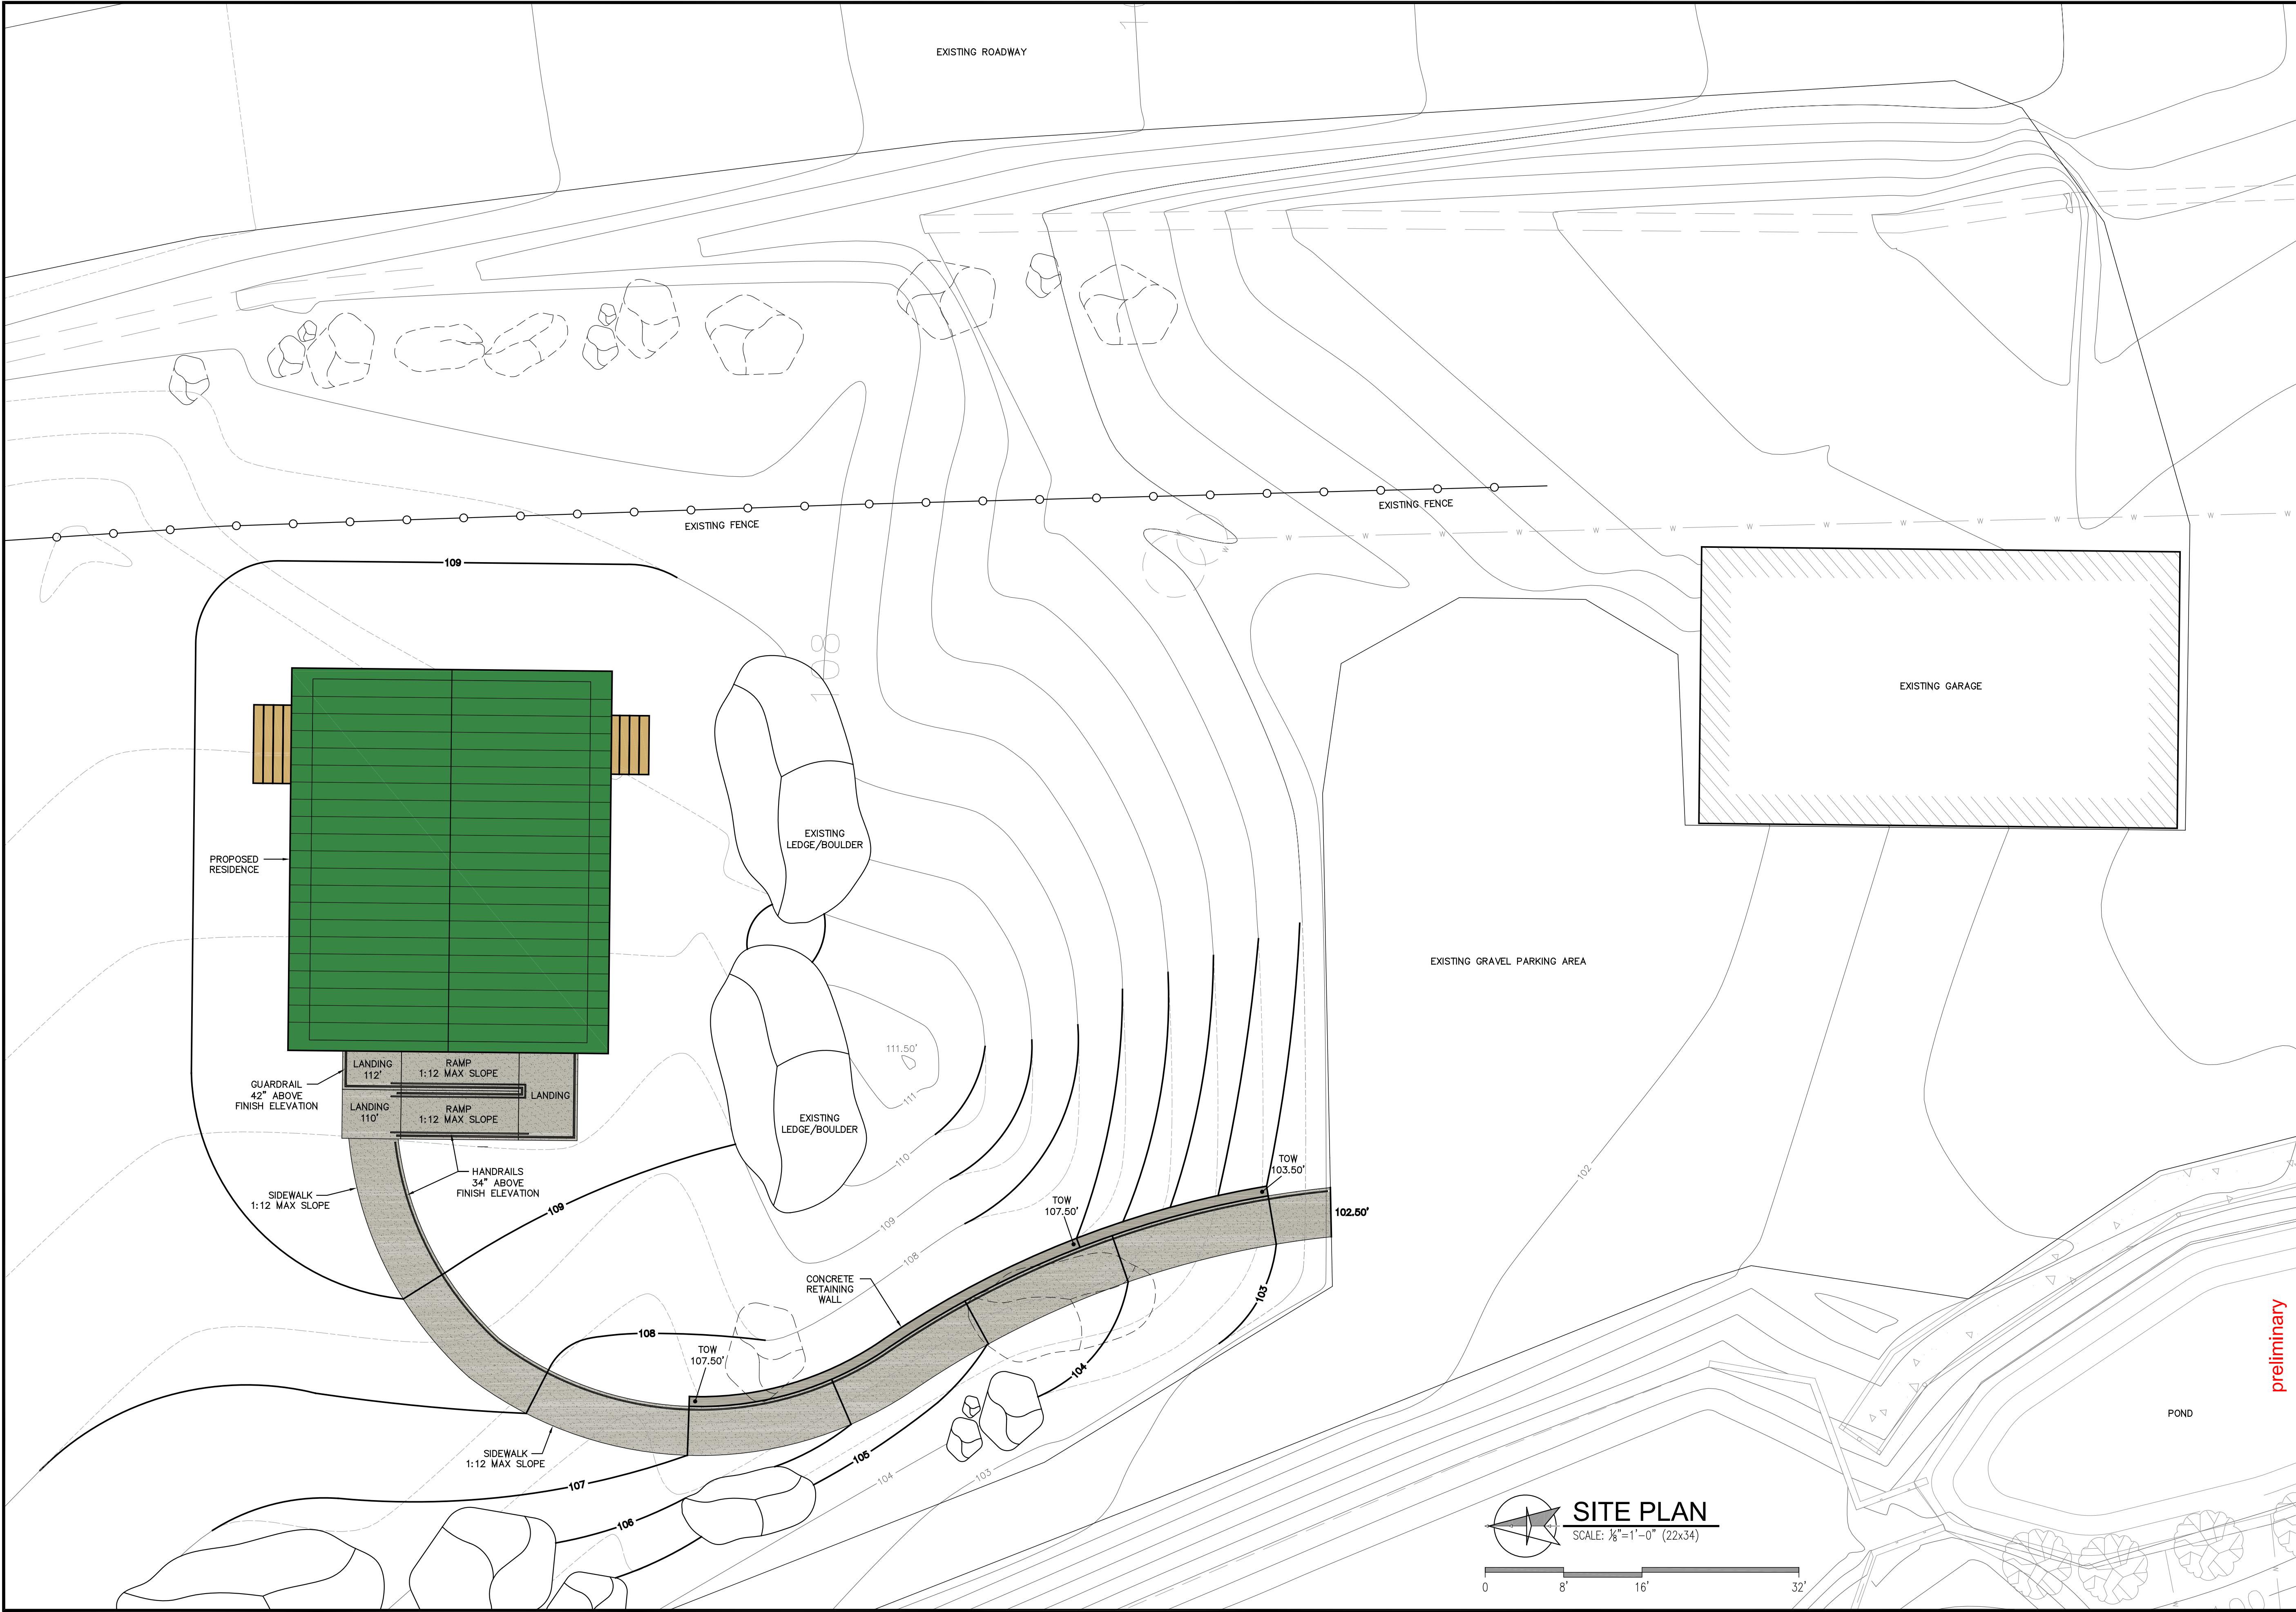 EXISTING ROADWAY
EXISTING FENCE
EXISTING FENCE
W W W W W W W W W W W W W W
109
108
EXISTING GARAGE
EXISTING
LEDGE/BOULDER
PROPOSED
RESIDENCE
EXISTING GRAVEL PARKING AREA
111.50'
111
LANDING
112'
RAMP
1:12 MAX SLOPE
GUARDRAIL
42" ABOVE
FINISH ELEVATION
LANDING
LANDING
110'
RAMP
1:12 MAX SLOPE
EXISTING
LEDGE/BOULDER
110
HANDRAILS
34" ABOVE
FINISH ELEVATION
SIDEWALK
1:12 MAX SLOPE
109
109
108
TOW
103.50'
TOW
107.50'
102.50'
102
CONCRETE
RETAINING
WALL
103
108
TOW
107.50'
104
SIDEWALK
1:12 MAX SLOPE
105
104
103
107
106
POND
preliminary
SITE PLAN
SCALE: ⅛"=1'-0" (22x34)
0 8' 16' 32'